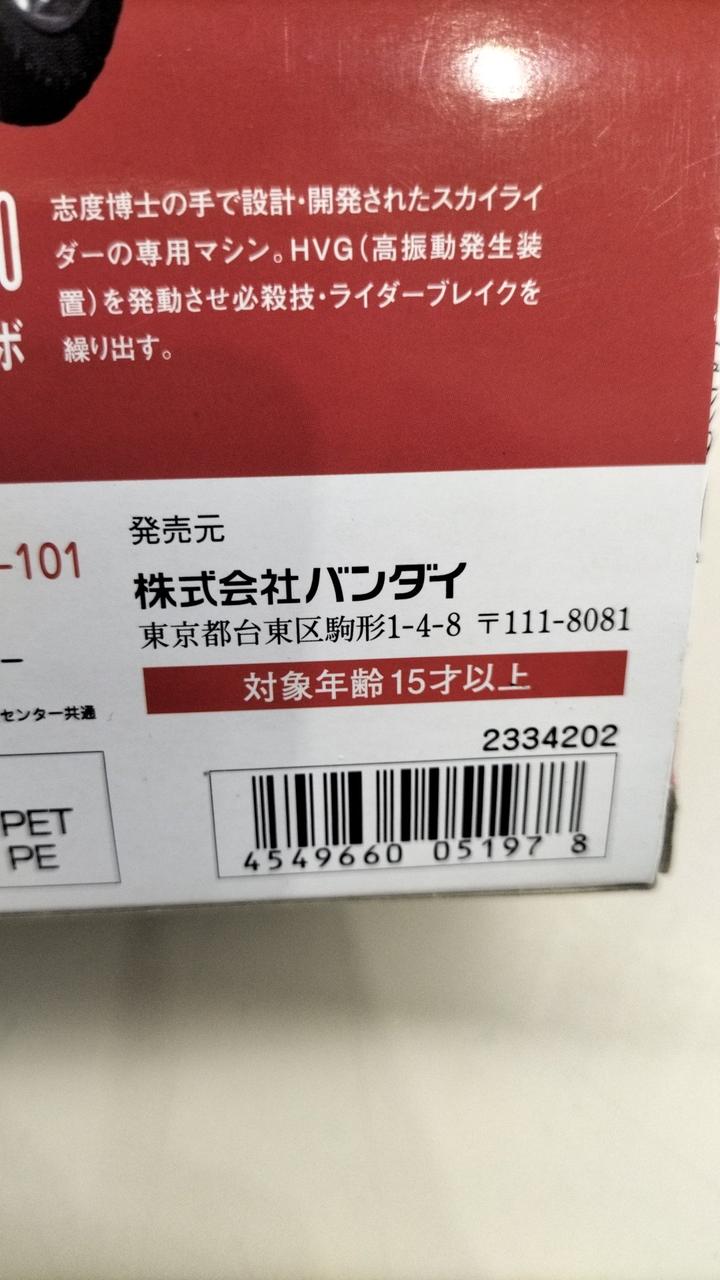 志度博士の手で設計・開発されたスカイライ
ダーの専用マシン。HVG(高振動発生装
置)を発動させ必殺技・ライダーブレイクを
繰り出す。
0
ボ
発売元
-101
株式会社バンダイ
東京都台東区駒形1-4-8 〒111-8081
ー
対象年齢15才以上
センター共通
2334202
PET
PE
4549660 051978